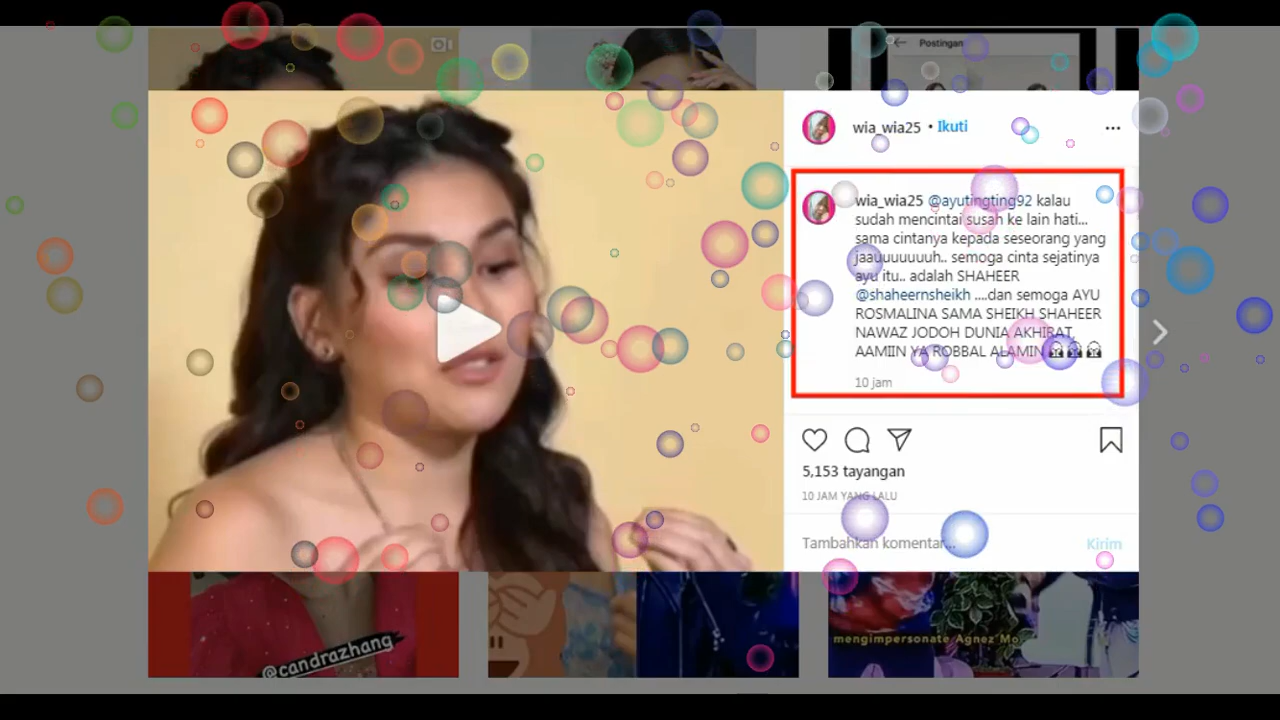 Postingan
wia_wia25 • Ikuti
wia_wia25 @ayutingting92 kalau
sudah mencintai susah ke lain hati...
sama cintanya kepada seseorang yang
jaauuuuuuuh.. semoga cinta sejatinya
ayu itu.. adalah SHAHEER
@shaheernsheikh ....dan semoga AYU
ROSMALINA SAMA SHEIKH SHAHEER
NAWAZ JODOH DUNIA AKHIRAT,
AAMIIN YA ROBBAL ALAMIN
10 jam
5,153 tayangan
10 JAM YANG LALU
Tambahkan komentar...
Kirim
@candrazhang
mengimpersonate Agnez Mo